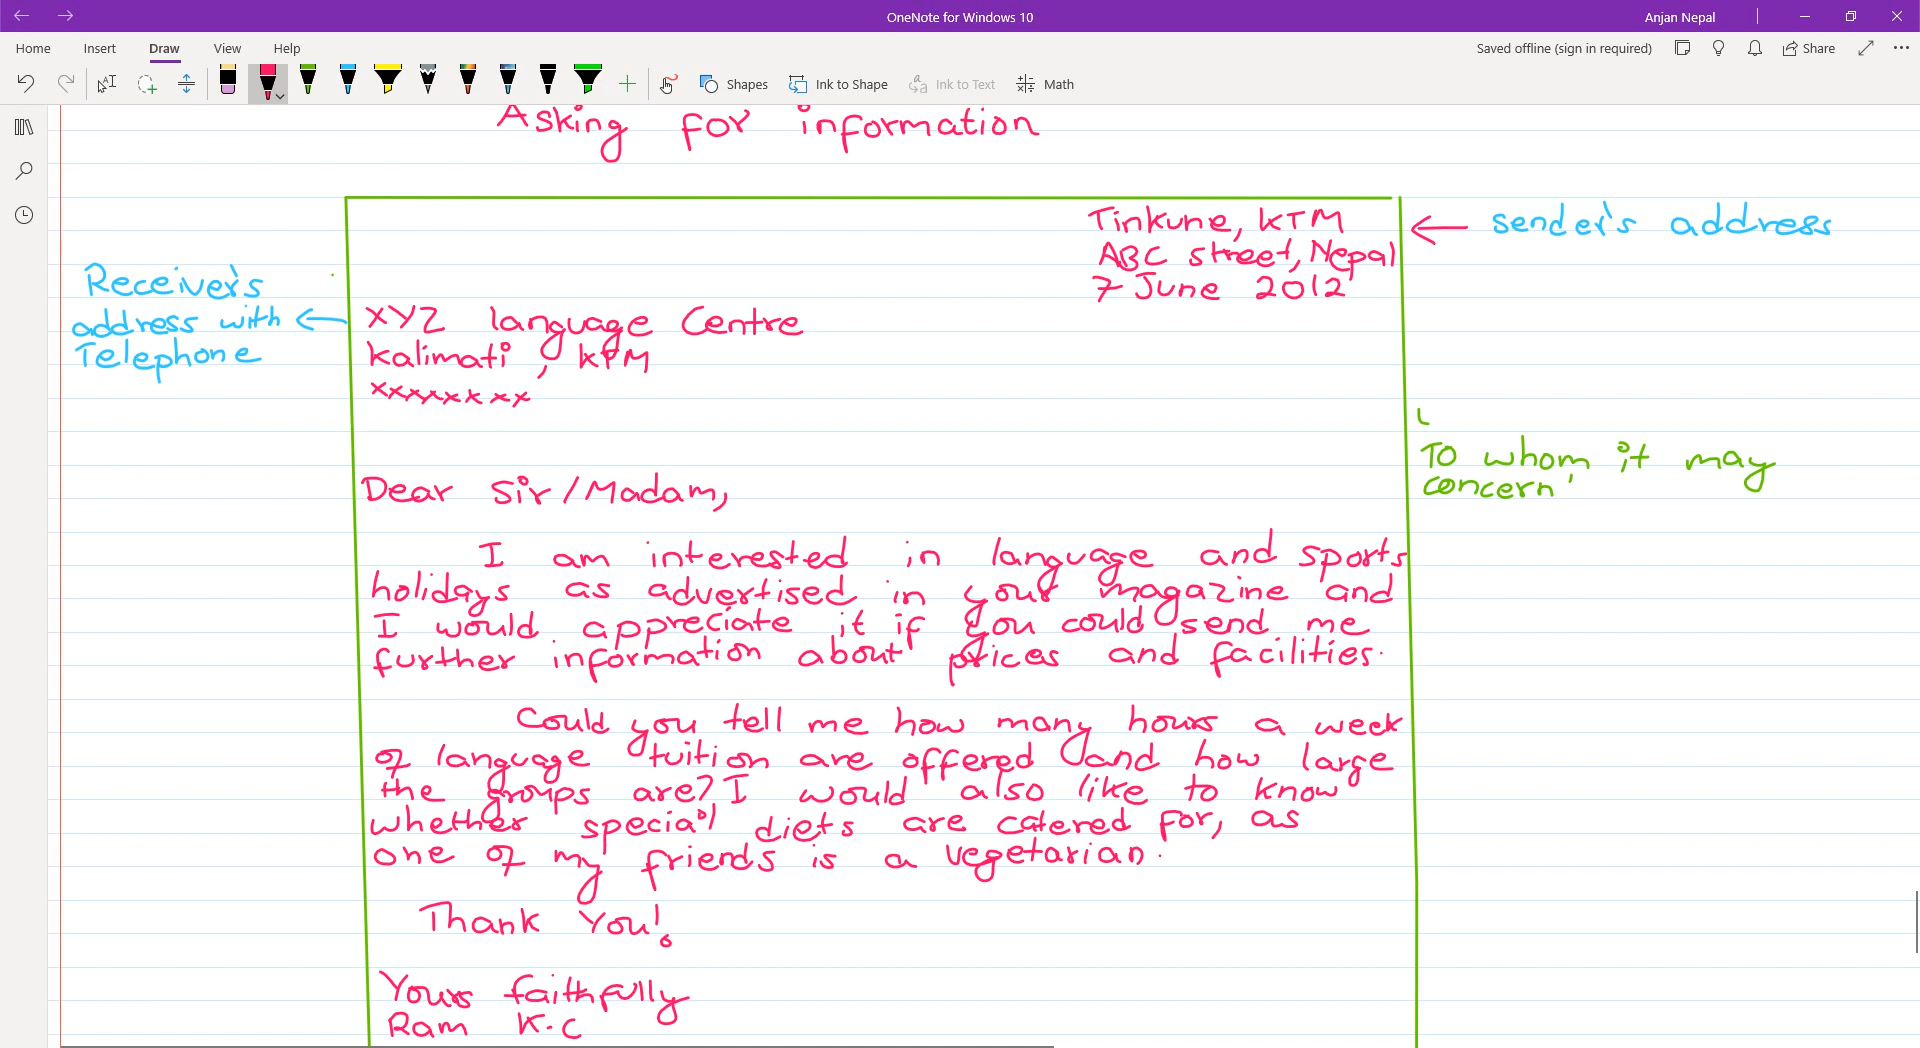 OneNote for Windows 10
Anjan Nepal
Home Insert Draw View Help
Saved offline (sign in required)
Share
Shapes
Ink to Shape
Ink to Text
Math
Asking for information
Tinkune, KTM
ABC street, Nepal
7 June 2012
sender's address
Receiver's
address with
Telephone
XYZ language Centre
Kalimati, KTM
xxxxxxxxx
To whom it may
concern'
Dear Sir/Madam,
I am interested in language and sports
holidays as advertised in your magazine and
I would appreciate it if you could send me
further information about prices and facilities.
Could you tell me how many hours a week
of language tuition are offered and how large
the groups are? I would also like to know
whether special diets are catered for, as
one of my friends is a vegetarian.
Thank You!
Yours faithfully
Ram K.C